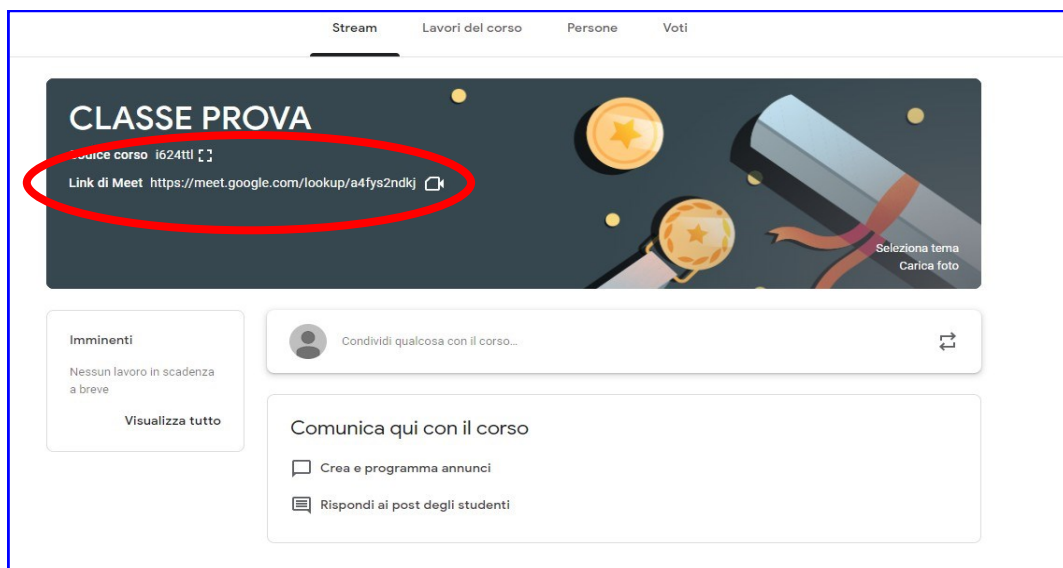 Stream Lavori del corso Persone Voti
CLASSE PROVA
Codice corso i624ttl
Link di Meet https://meet.google.com/lookup/a4fys2ndkj
Seleziona tema
Carica foto
Imminenti
Nessun lavoro in scadenza
a breve
Visualizza tutto
Condividi qualcosa con il corso...
Comunica qui con il corso
Crea e programma annunci
Rispondi ai post degli studenti